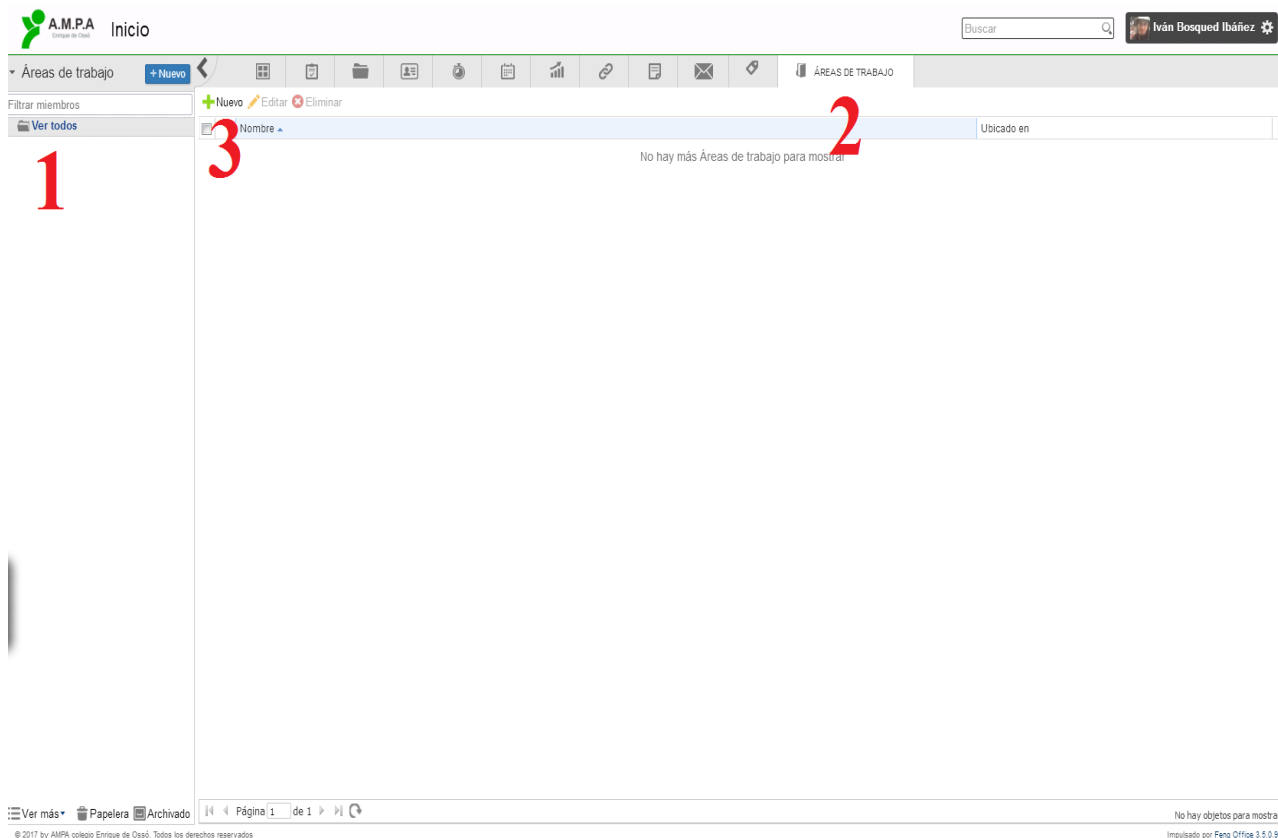 A.M.P.A
Enrique de Ossó
Inicio
Buscar
Iván Bosqued Ibáñez
Áreas de trabajo
+ Nuevo
ÁREAS DE TRABAJO
Filtrar miembros
Nuevo Editar Eliminar
Ver todos
Nombre
Ubicado en
No hay más Áreas de trabajo para mostrar
1
2
3
Ver más Papelera Archivado
Página 1 de 1
No hay objetos para mostra
© 2017 by AMPA colegio Enrique de Ossó. Todos los derechos reservados
Impulsado por Feng Office 3.5.0.9